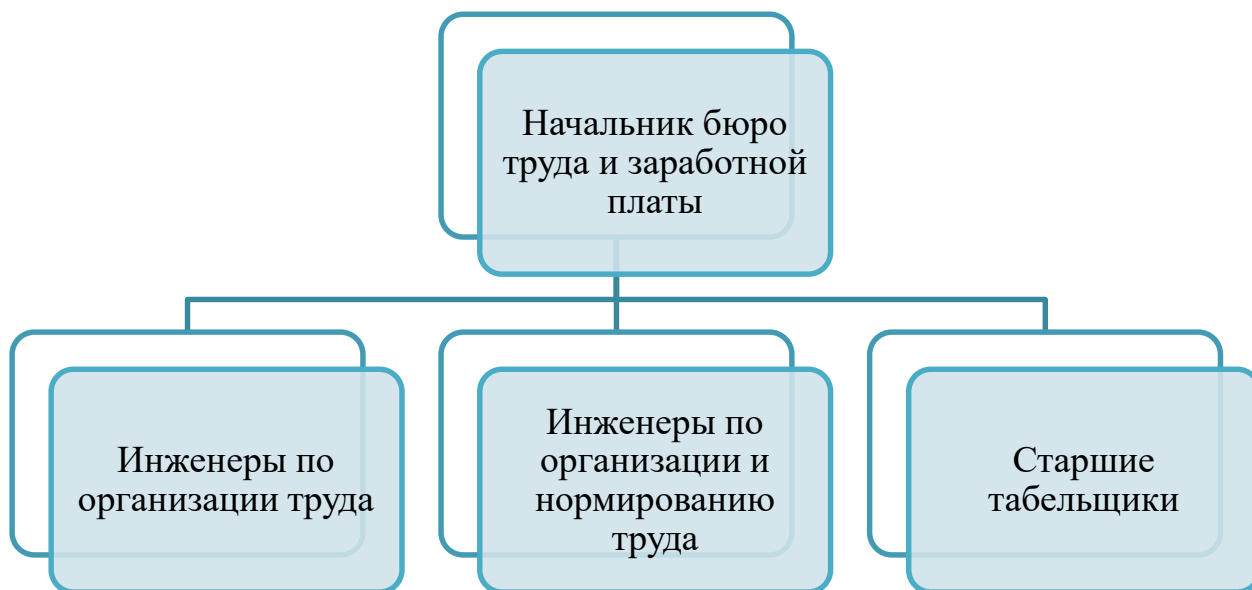 Начальник бюро
труда и заработной
платы
Инженеры по
организации труда
Инженеры по
организации и
нормированию
труда
Старшие
табельщики